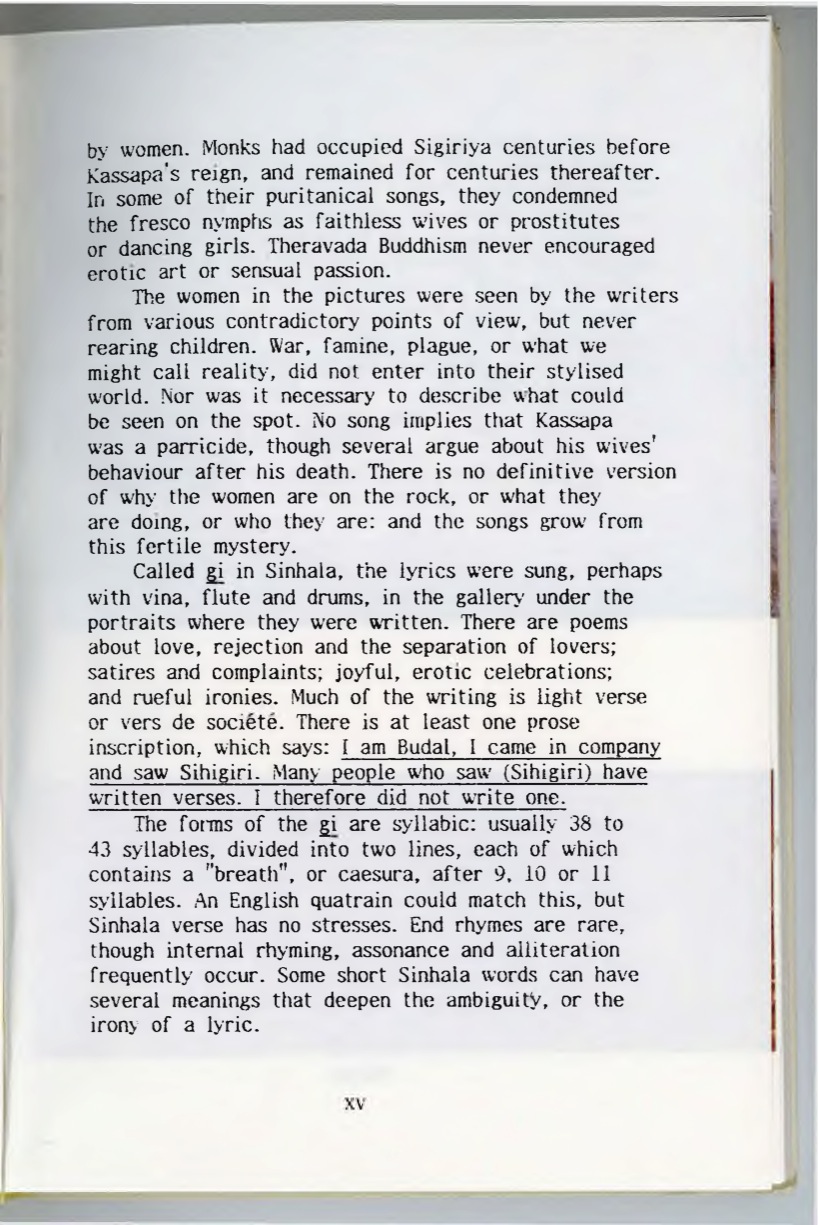 by women. Monks had occupied Sigiriya centuries before
Kassapa's reign, and remained for centuries thereafter.
In some of their puritanical songs, they condemned
the fresco nymphs as faithless wives or prostitutes
or dancing girls. Theravada Buddhism never encouraged
erotic art or sensual passion.
The women in the pictures were seen by the writers
from various contradictory points of view, but never
rearing children. War, famine, plague, or what we
might call reality, did not enter into their stylised
world. Nor was it necessary to describe what could
be seen on the spot. No song implies that Kassapa
was a parricide, though several argue about his wives'
behaviour after his death. There is no definitive version
of why the women are on the rock, or what they
are doing, or who they are: and the songs grow from
this fertile mystery.
Called gi in Sinhala, the lyrics were sung, perhaps
with vina, flute and drums, in the gallery under the
portraits where they were written. There are poems
about love, rejection and the separation of lovers;
satires and complaints; joyful, erotic celebrations;
and rueful ironies. Much of the writing is light verse
or vers de société. There is at least one prose
inscription, which says: I am Budal, I came in company
and saw Sihigiri. Many people who saw (Sihigiri) have
written verses. I therefore did not write one.
The forms of the gi are syllabic: usually 38 to
43 syllables, divided into two lines, each of which
contains a "breath", or caesura, after 9, 10 or 11
syllables. An English quatrain could match this, but
Sinhala verse has no stresses. End rhymes are rare,
though internal rhyming, assonance and alliteration
frequently occur. Some short Sinhala words can have
several meanings that deepen the ambiguity, or the
irony of a lyric.
XV